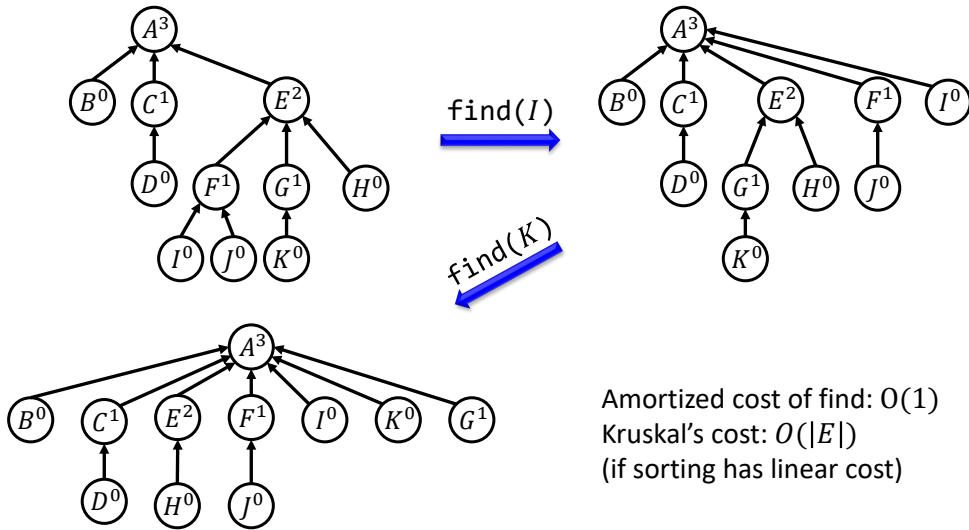 A³ A³
B⁰ C¹ E² B⁰ C¹ E² F¹ I⁰
find(I)
D⁰ F¹ G¹ H⁰ D⁰ G¹ H⁰ J⁰
I⁰ J⁰ K⁰ K⁰
find(K)
A³
B⁰ C¹ E² F¹ I⁰ K⁰ G¹
D⁰ H⁰ J⁰
Amortized cost of find: O(1)
Kruskal's cost: O(|E|)
(if sorting has linear cost)